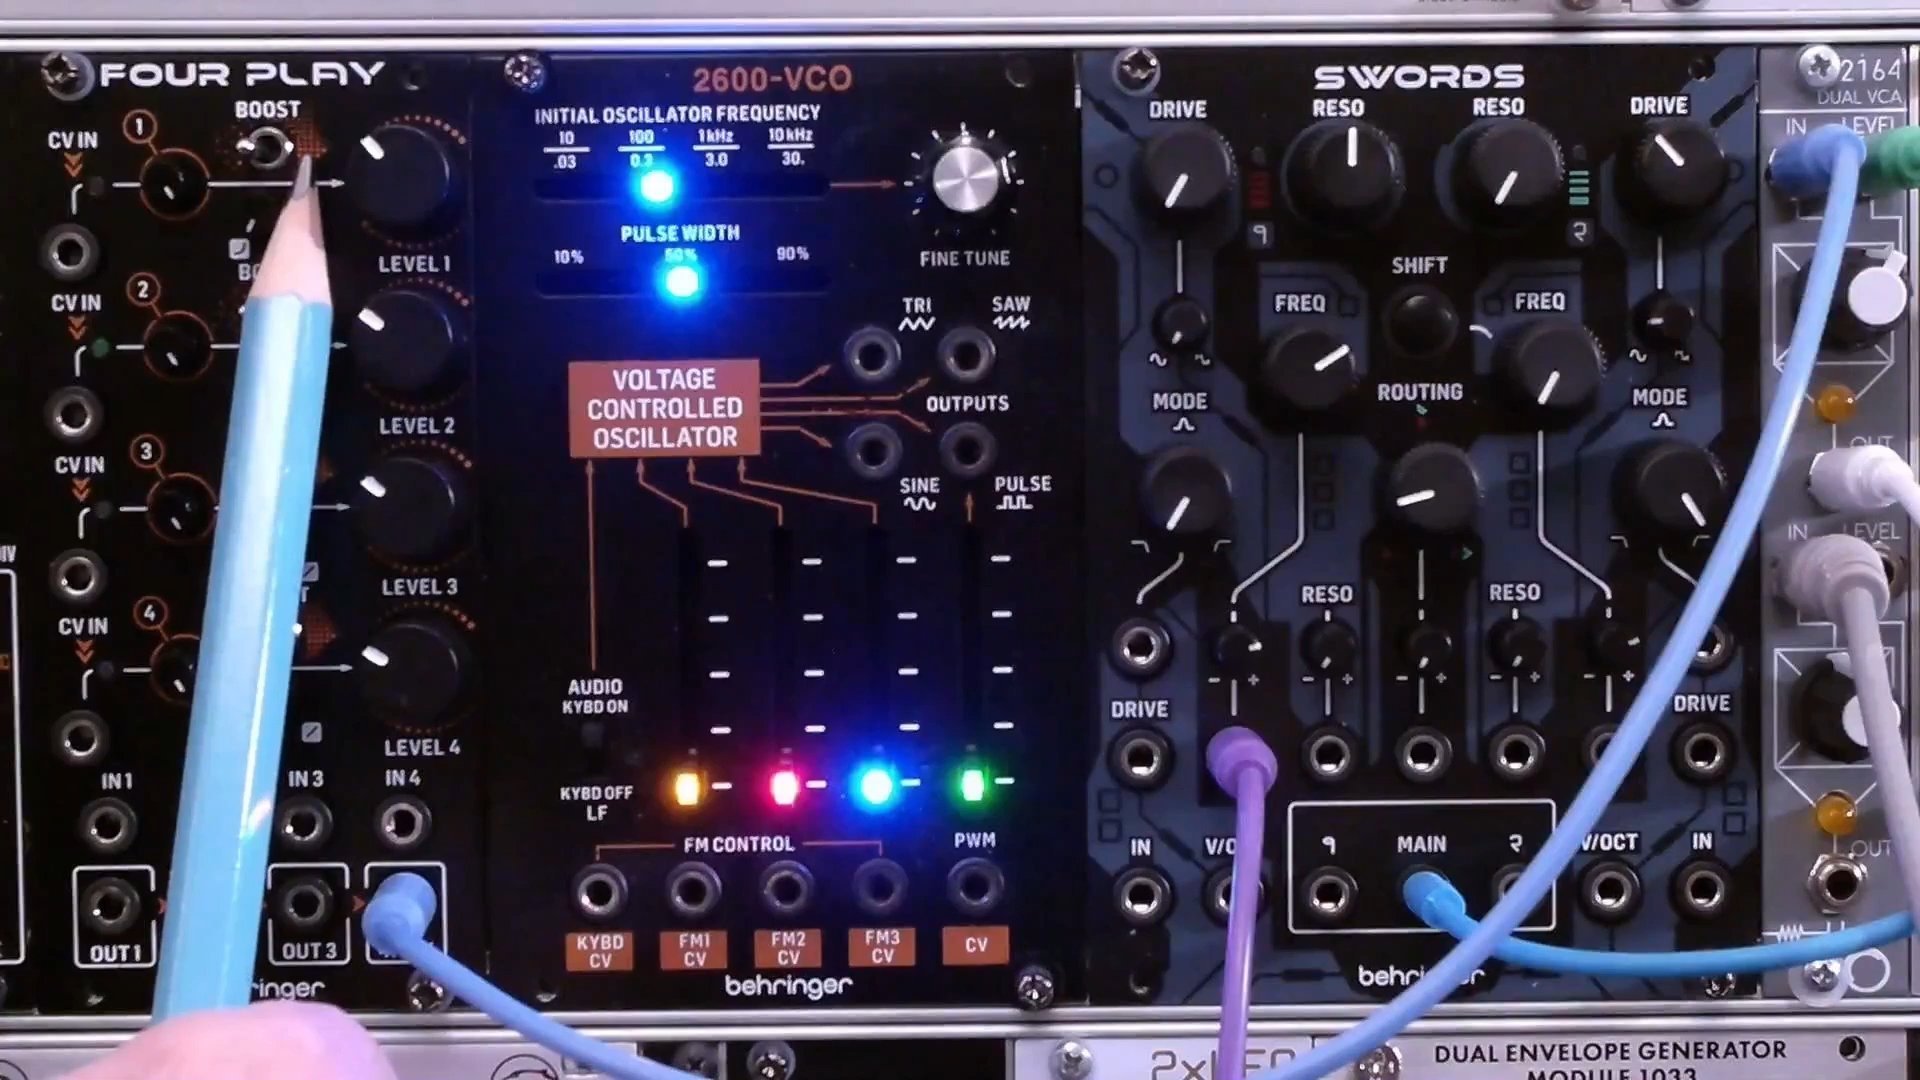 FOUR PLAY
BOOST
CV IN
1
LEVEL 1
CV IN
2
LEVEL 2
CV IN
3
LEVEL 3
CV IN
4
LEVEL 4
IN 1
IN 3
IN 4
OUT 1
OUT 3
2600-VCO
INITIAL OSCILLATOR FREQUENCY
10 100 1kHz 10kHz
.03 3.0 30.
PULSE WIDTH
10% 50% 90%
FINE TUNE
TRI SAW
VOLTAGE
CONTROLLED
OSCILLATOR
OUTPUTS
SINE PULSE
AUDIO
KYBD ON
KYBD OFF
LF
FM CONTROL
PWM
KYBD
CV
FM1
CV
FM2
CV
FM3
CV
CV
behringer
SWORDS
DRIVE RESO RESO DRIVE
SHIFT
FREQ FREQ
ROUTING
MODE MODE
RESO RESO
- + - + - + - + - +
DRIVE DRIVE
IN MAIN V/OCT IN
2164
DUAL VCA
IN LEVEL
OUT
IN LEVEL
OUT
DUAL ENVELOPE GENERATOR
MODULE 1033